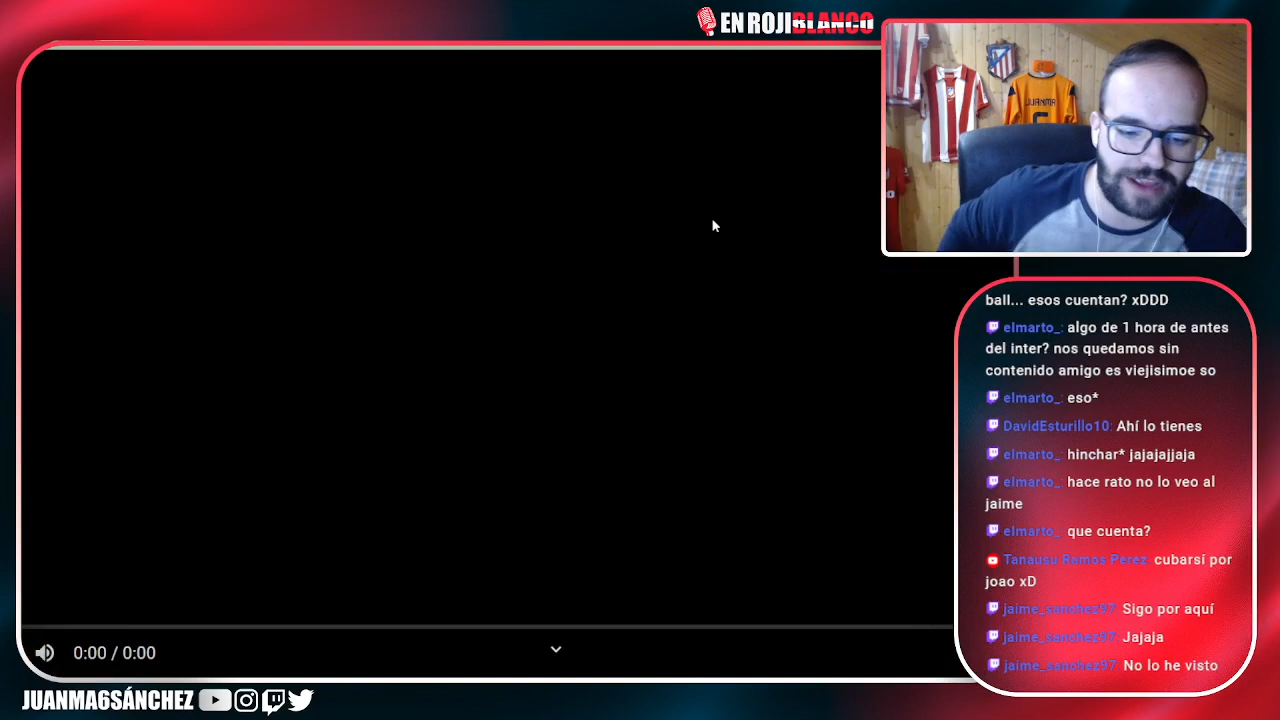 EN ROJIBLANCO
JUANMA
6
ball... esos cuentan? xDDD
elmarto_: algo de 1 hora de antes
del inter? nos quedamos sin
contenido amigo es viejisimoe so
elmarto_: eso*
DavidEsturillo10: Ahí lo tienes
elmarto_: hinchar* jajajajjaja
elmarto_: hace rato no lo veo al
jaime
elmarto_: que cuenta?
Tanausu Ramos Perez: cubarsí por
joao xD
jaime_sanchez97: Sigo por aquí
jaime_sanchez97: Jajaja
jaime_sanchez97: No lo he visto
0:00 / 0:00
JUANMA6SÁNCHEZ